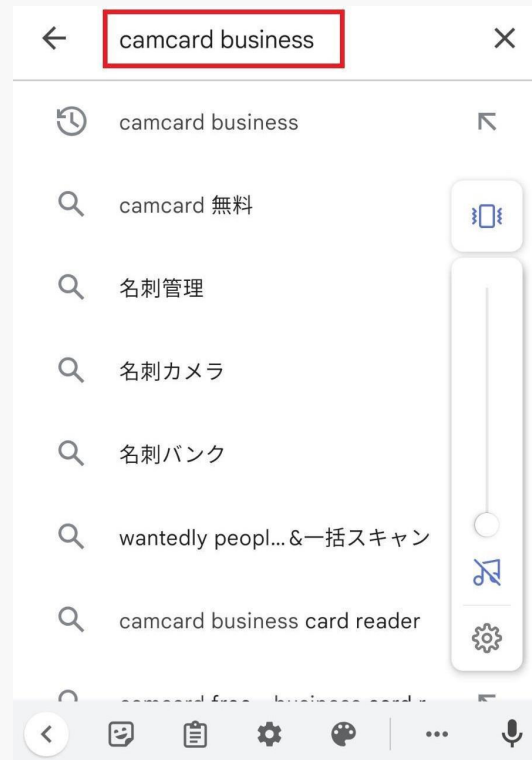 camcard business
camcard business
camcard 無料
名刺管理
名刺カメラ
名刺バンク
wantedly peopl...&一括スキャン
camcard business card reader